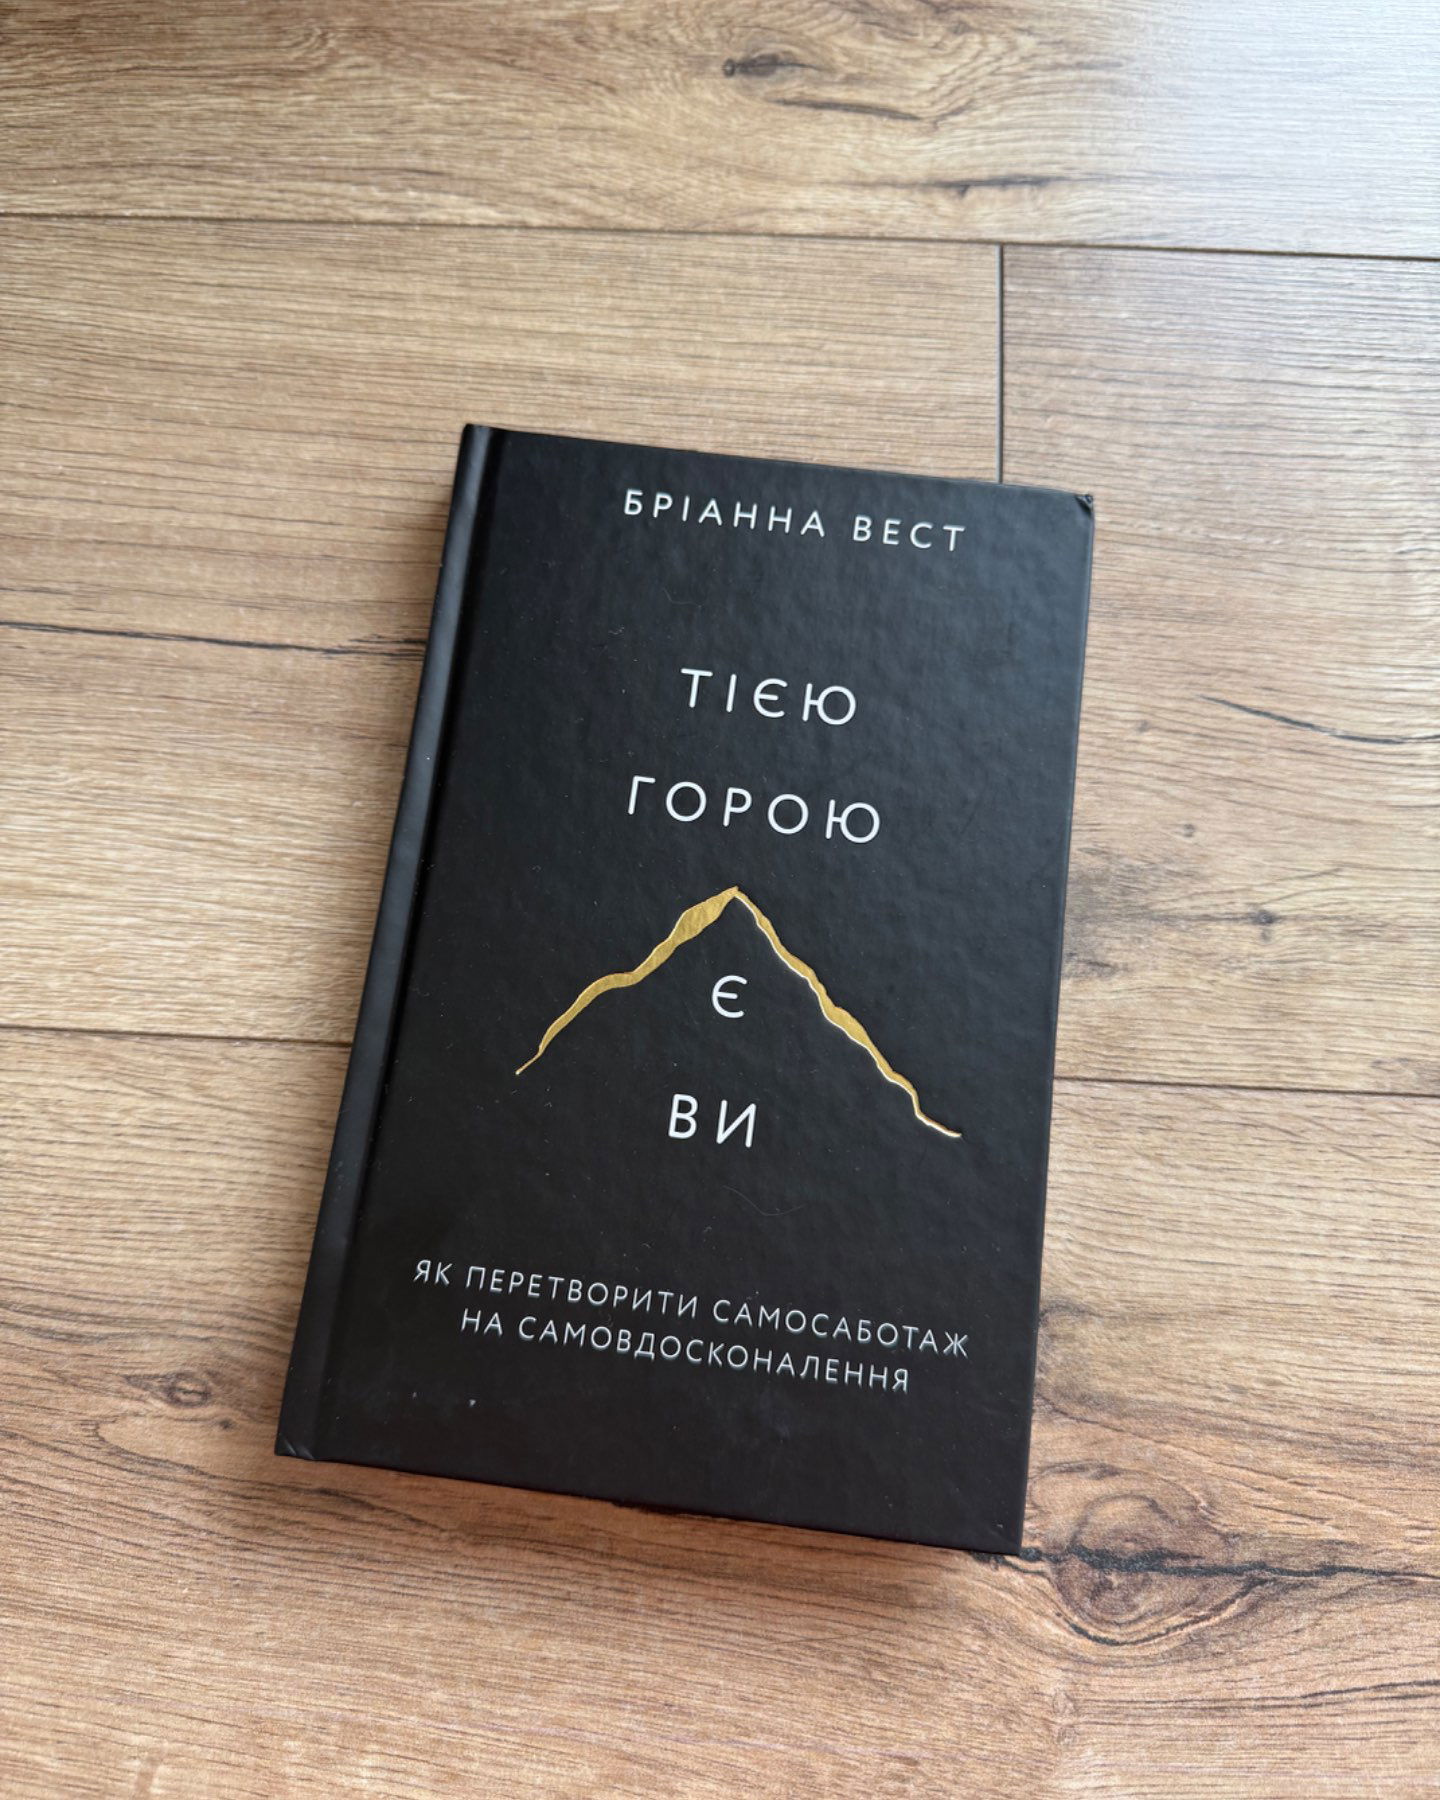 БРІАННА ВЕСТ
ТІЄЮ
ГОРОЮ
Є
ВИ
ЯК ПЕРЕТВОРИТИ САМОСАБОТАЖ
НА САМОВДОСКОНАЛЕННЯ